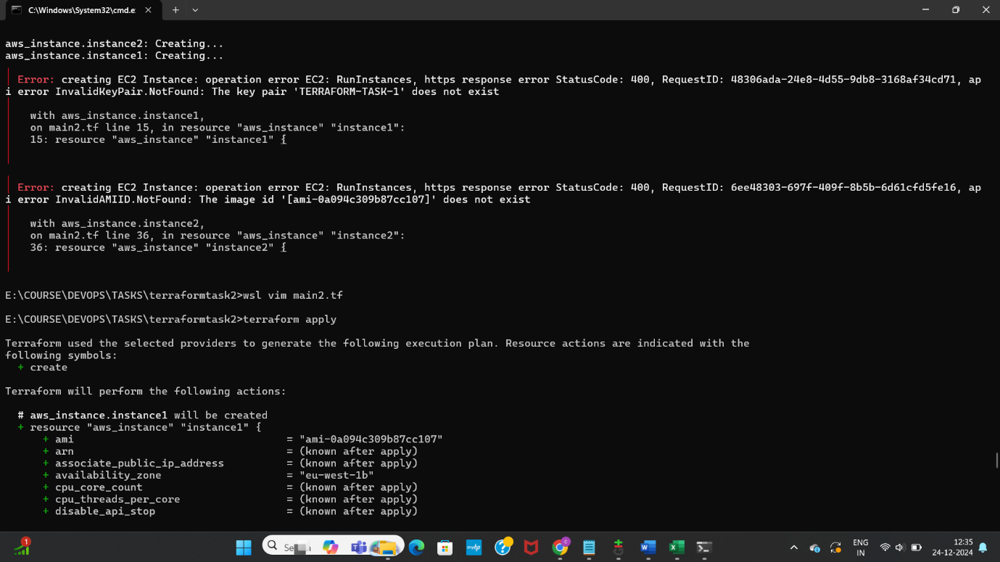 C:\Windows\System32\cmd.e
aws_instance.instance2: Creating...
aws_instance.instance1: Creating...
Error: creating EC2 Instance: operation error EC2: RunInstances, https response error StatusCode: 400, RequestID: 48306ada-24e8-4d55-9db8-3168af34cd71, ap
i error InvalidKeyPair.NotFound: The key pair 'TERRAFORM-TASK-1' does not exist
with aws_instance.instance1,
on main2.tf line 15, in resource "aws_instance" "instance1":
15: resource "aws_instance" "instance1" {
Error: creating EC2 Instance: operation error EC2: RunInstances, https response error StatusCode: 400, RequestID: 6ee48303-697f-409f-8b5b-6d61cfd5fe16, ap
i error InvalidAMIID.NotFound: The image id '[ami-0a094c309b87cc107]' does not exist
with aws_instance.instance2,
on main2.tf line 36, in resource "aws_instance" "instance2":
36: resource "aws_instance" "instance2" {
E:\COURSE\DEVOPS\TASKS\terraformtask2>wsl vim main2.tf
E:\COURSE\DEVOPS\TASKS\terraformtask2>terraform apply
Terraform used the selected providers to generate the following execution plan. Resource actions are indicated with the
following symbols:
+ create
Terraform will perform the following actions:
# aws_instance.instance1 will be created
+ resource "aws_instance" "instance1" {
+ ami = "ami-0a094c309b87cc107"
+ arn = (known after apply)
+ associate_public_ip_address = (known after apply)
+ availability_zone = "eu-west-1b"
+ cpu_core_count = (known after apply)
+ cpu_threads_per_core = (known after apply)
+ disable_api_stop = (known after apply)
1
ENG
IN
12:35
24-12-2024